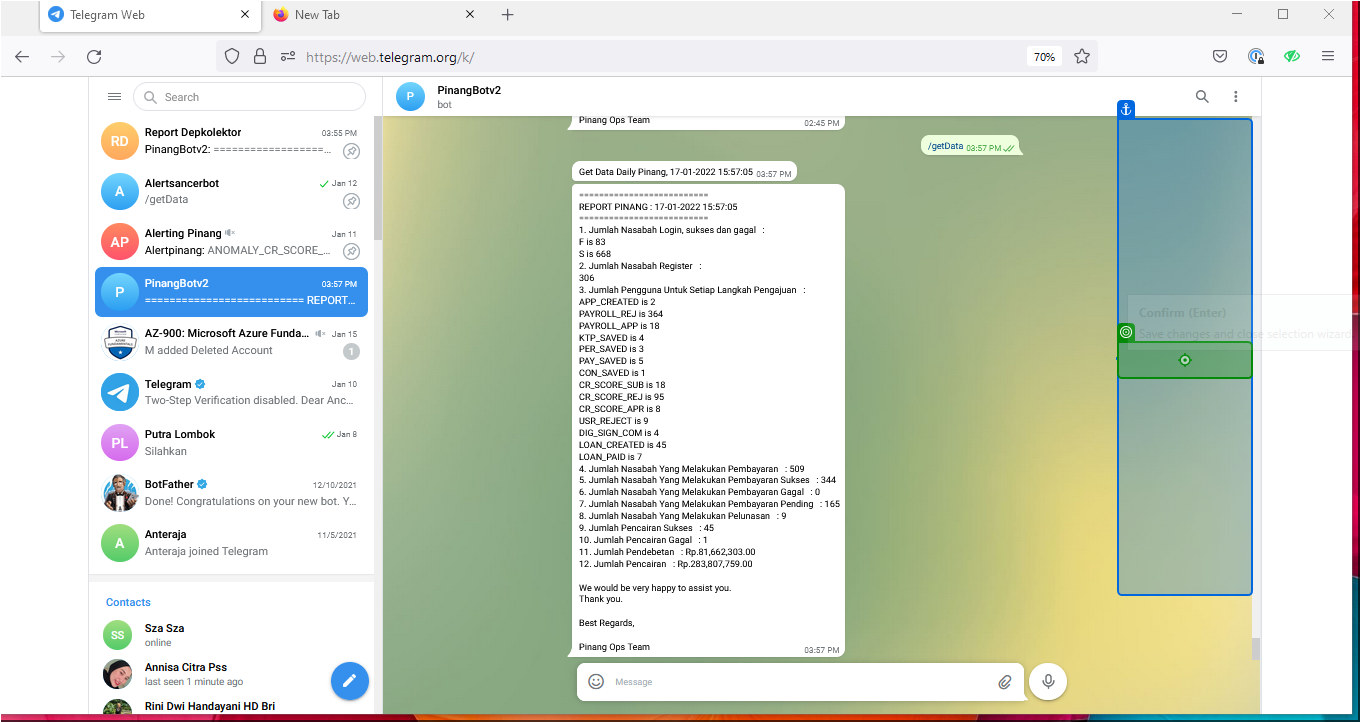 Telegram Web
New Tab
https://web.telegram.org/k/
70%
Search
RD
Report Depkolektor
03:55 PM
PinangBotv2: ==================...
A
Alertsancerbot
Jan 12
/getData
AP
Alerting Pinang
Jan 11
Alertpinang: ANOMALY_CR_SCORE_...
P
PinangBotv2
03:57 PM
========================== REPORT...
AZ-900: Microsoft Azure Funda...
Jan 15
M added Deleted Account
1
Telegram
Jan 10
Two-Step Verification disabled. Dear Anc...
PL
Putra Lombok
Jan 8
Silahkan
BotFather
12/10/2021
Done! Congratulations on your new bot. Y...
A
Anteraja
11/5/2021
Anteraja joined Telegram
Contacts
SS
Sza Sza
online
Annisa Citra Pss
last seen 1 minute ago
Rini Dwi Handayani HD Bri
P
PinangBotv2
bot
Pinang Ops Team
02:45 PM
/getData 03:57 PM
Get Data Daily Pinang, 17-01-2022 15:57:05 03:57 PM
==========================
REPORT PINANG : 17-01-2022 15:57:05
==========================
1. Jumlah Nasabah Login, sukses dan gagal :
F is 83
S is 668
2. Jumlah Nasabah Register :
306
3. Jumlah Pengguna Untuk Setiap Langkah Pengajuan :
APP_CREATED is 2
PAYROLL_REJ is 364
PAYROLL_APP is 18
KTP_SAVED is 4
PER_SAVED is 3
PAY_SAVED is 5
CON_SAVED is 1
CR_SCORE_SUB is 18
CR_SCORE_REJ is 95
CR_SCORE_APR is 8
USR_REJECT is 9
DIG_SIGN_COM is 4
LOAN_CREATED is 45
LOAN_PAID is 7
4. Jumlah Nasabah Yang Melakukan Pembayaran : 509
5. Jumlah Nasabah Yang Melakukan Pembayaran Sukses : 344
6. Jumlah Nasabah Yang Melakukan Pembayaran Gagal : 0
7. Jumlah Nasabah Yang Melakukan Pembayaran Pending : 165
8. Jumlah Nasabah Yang Melakukan Pelunasan : 9
9. Jumlah Pencairan Sukses : 45
10. Jumlah Pencairan Gagal : 1
11. Jumlah Pendebetan : Rp.81,662,303.00
12. Jumlah Pencairan : Rp.283,807,759.00
We would be very happy to assist you.
Thank you.
Best Regards,
Pinang Ops Team
03:57 PM
Message
Confirm (Enter)
Save changes and close selection wizard